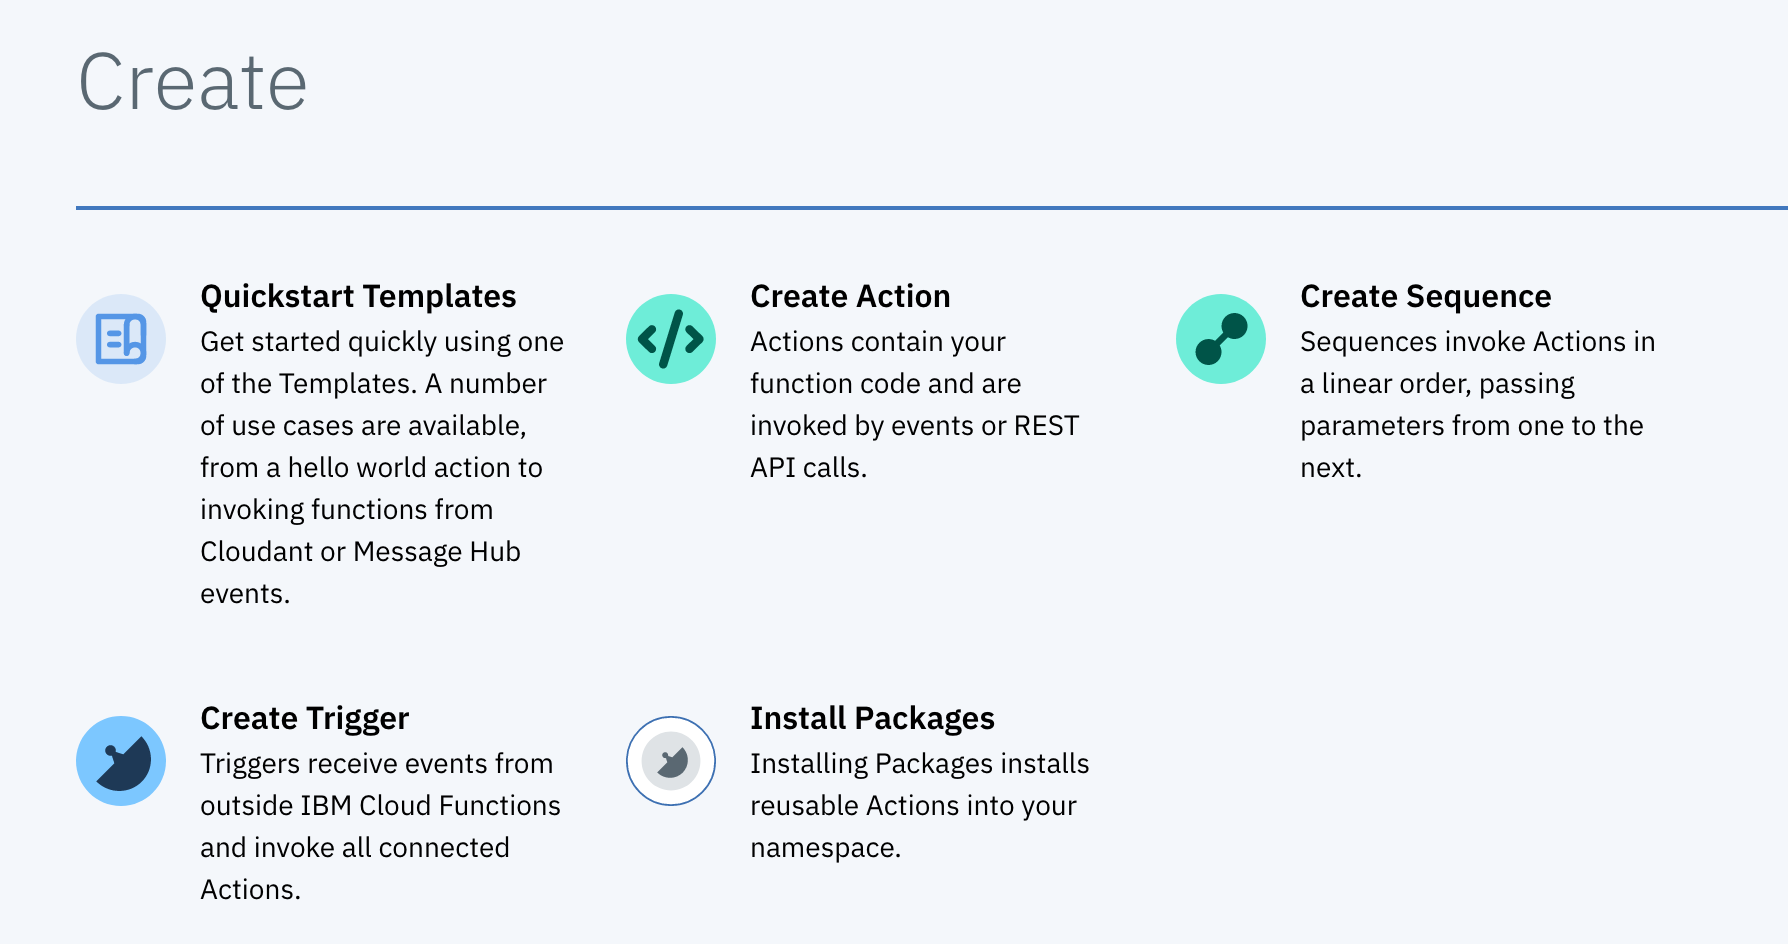 Create
Quickstart Templates
Get started quickly using one
of the Templates. A number
of use cases are available,
from a hello world action to
invoking functions from
Cloudant or Message Hub
events.
Create Action
Actions contain your
function code and are
invoked by events or REST
API calls.
Create Sequence
Sequences invoke Actions in
a linear order, passing
parameters from one to the
next.
Create Trigger
Triggers receive events from
outside IBM Cloud Functions
and invoke all connected
Actions.
Install Packages
Installing Packages installs
reusable Actions into your
namespace.